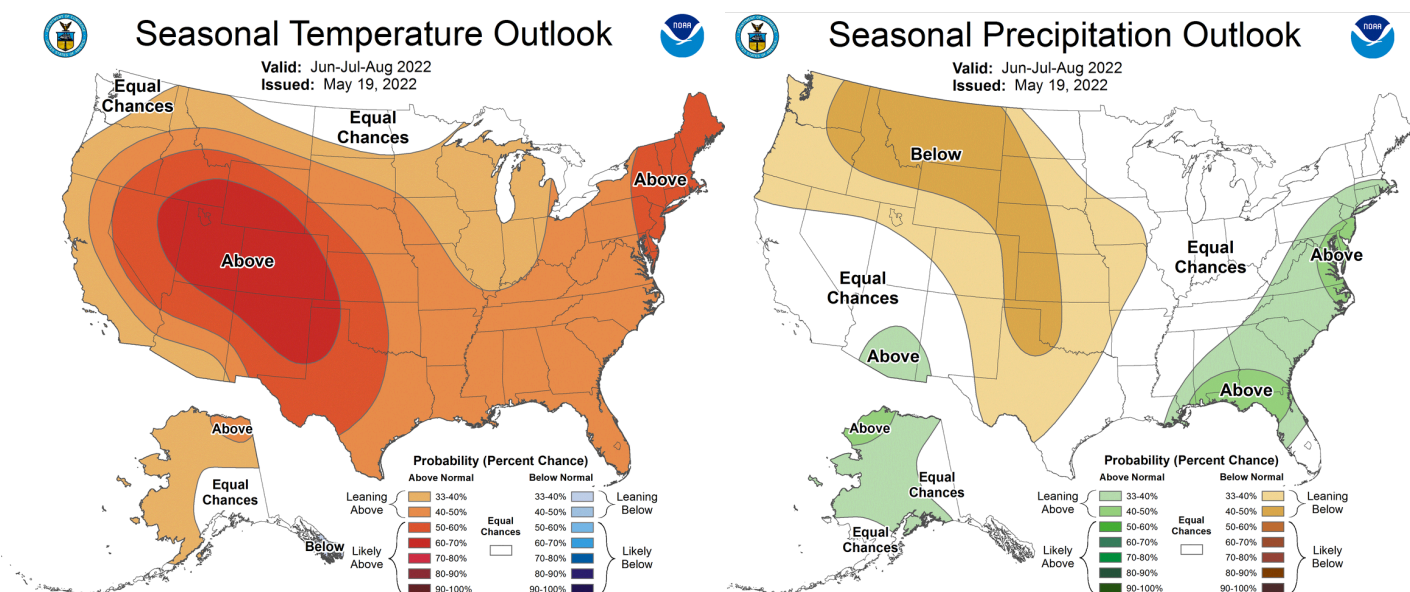 Seasonal Temperature Outlook
NOAA
Valid: Jun-Jul-Aug 2022
Issued: May 19, 2022
Equal
Chances
Equal
Chances
Above
Above
Above
Equal
Chances
Below
Probability (Percent Chance)
Above Normal
Below Normal
Leaning
Above
33-40%
40-50%
Likely
Above
50-60%
60-70%
70-80%
80-90%
90-100%
Equal
Chances
33-40%
40-50%
Leaning
Below
50-60%
60-70%
70-80%
80-90%
90-100%
Likely
Below
Seasonal Precipitation Outlook
NOAA
Valid: Jun-Jul-Aug 2022
Issued: May 19, 2022
Below
Equal
Chances
Above
Equal
Chances
Above
Above
Above
Equal
Chances
Equal
Chances
Probability (Percent Chance)
Above Normal
Below Normal
Leaning
Above
33-40%
40-50%
Likely
Above
50-60%
60-70%
70-80%
80-90%
90-100%
Equal
Chances
33-40%
40-50%
Leaning
Below
50-60%
60-70%
70-80%
80-90%
90-100%
Likely
Below